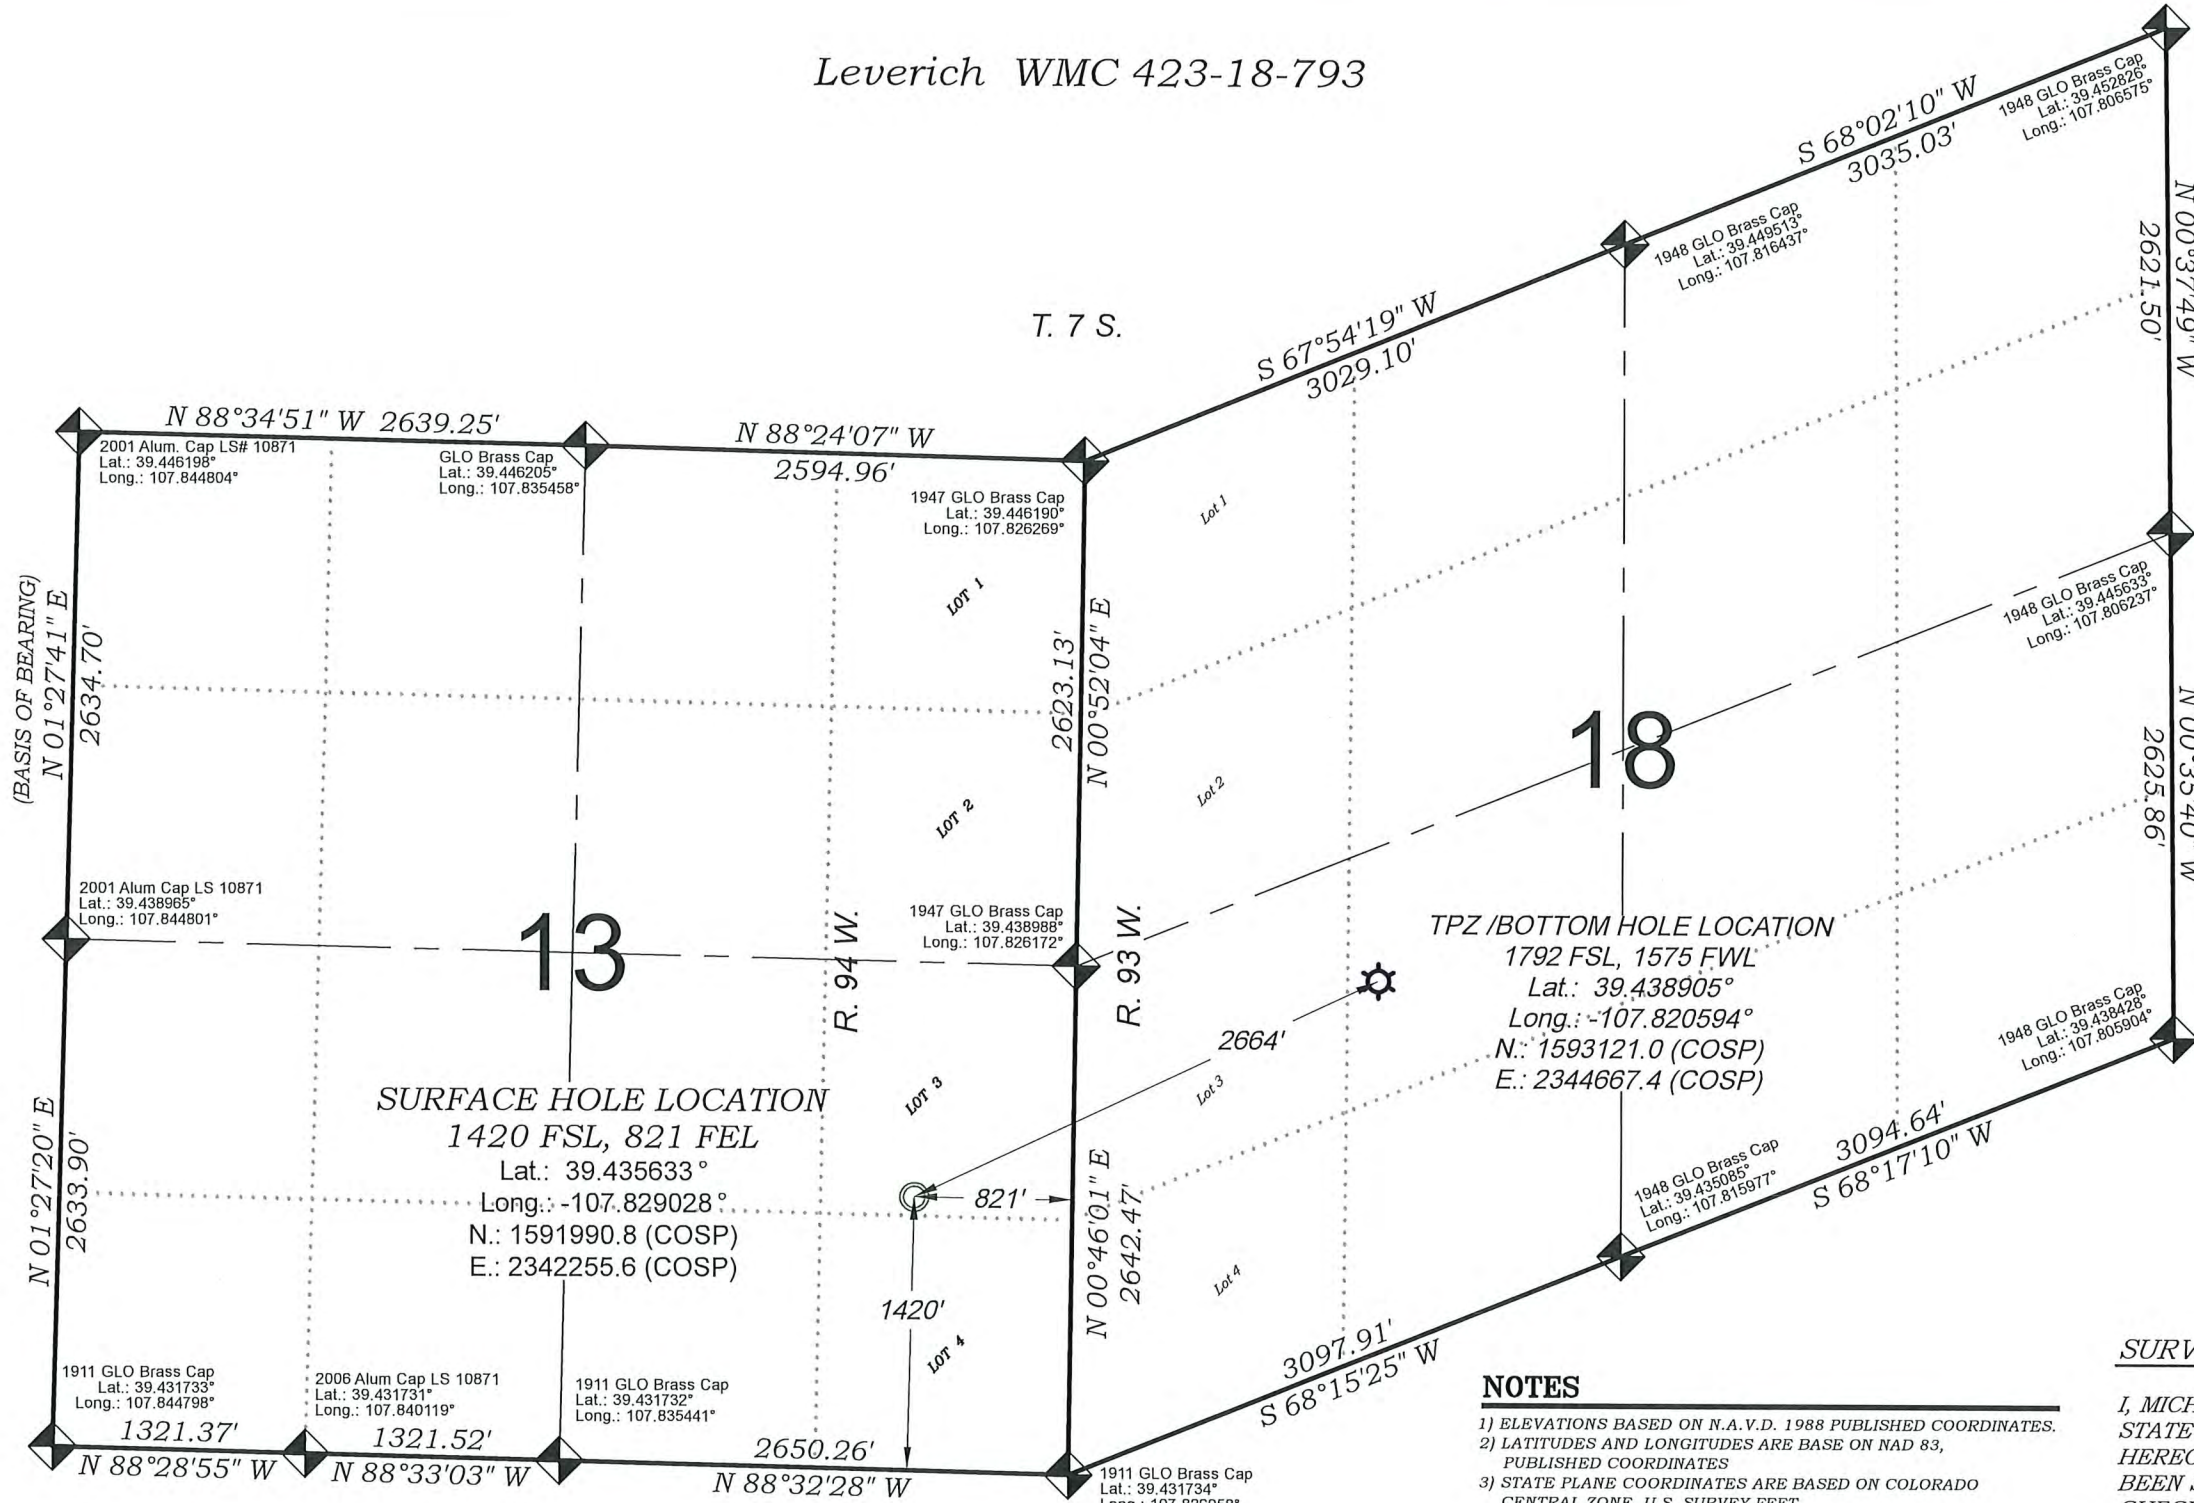 Leverich WMC 423-18-793
1948 GLO Brass Cap
Lat.: 39.452826°
Long.: 107.806575°
S 68°02'10" W
3035.03'
1948 GLO Brass Cap
Lat.: 39.449513°
Long.: 107.816437°
N 00°37'49" W
2621.50'
T. 7 S.
S 67°54'19" W
3029.10'
N 88°34'51" W 2639.25'
2001 Alum. Cap LS# 10871
Lat.: 39.446198°
Long.: 107.844804°
GLO Brass Cap
Lat.: 39.446205°
Long.: 107.835458°
N 88°24'07" W
2594.96'
1947 GLO Brass Cap
Lat.: 39.446190°
Long.: 107.826269°
Lot 1
LOT 1
(BASIS OF BEARING)
N 01°27'41" E
2634.70'
2623.13'
N 00°52'04" E
1948 GLO Brass Cap
Lat.: 39.445633°
Long.: 107.806237°
18
Lot 2
LOT 2
N 00°35'40" W
2625.86'
2001 Alum Cap LS 10871
Lat.: 39.438965°
Long.: 107.844801°
13
R. 94 W.
1947 GLO Brass Cap
Lat.: 39.438988°
Long.: 107.826172°
R. 93 W.
TPZ /BOTTOM HOLE LOCATION
1792 FSL, 1575 FWL
Lat.: 39.438905°
Long.: -107.820594°
N.: 1593121.0 (COSP)
E.: 2344667.4 (COSP)
1948 GLO Brass Cap
Lat.: 39.438428°
Long.: 107.805904°
2664'
Lot 3
LOT 3
SURFACE HOLE LOCATION
1420 FSL, 821 FEL
Lat.: 39.435633°
Long.: -107.829028°
N.: 1591990.8 (COSP)
E.: 2342255.6 (COSP)
821'
1420'
N 01°27'20" E
2633.90'
N 00°46'01" E
2642.47'
Lot 4
LOT 4
1948 GLO Brass Cap
Lat.: 39.435085°
Long.: 107.815977°
3094.64'
S 68°17'10" W
3097.91'
S 68°15'25" W
1911 GLO Brass Cap
Lat.: 39.431733°
Long.: 107.844798°
2006 Alum Cap LS 10871
Lat.: 39.431731°
Long.: 107.840119°
1911 GLO Brass Cap
Lat.: 39.431732°
Long.: 107.835441°
1321.37'
N 88°28'55" W
1321.52'
N 88°33'03" W
2650.26'
N 88°32'28" W
1911 GLO Brass Cap
Lat.: 39.431734°
NOTES
1) ELEVATIONS BASED ON N.A.V.D. 1988 PUBLISHED COORDINATES.
2) LATITUDES AND LONGITUDES ARE BASE ON NAD 83,
PUBLISHED COORDINATES
3) STATE PLANE COORDINATES ARE BASED ON COLORADO
CENTRAL ZONE, U.S. SURVEY FEET
SURV
I, MICH
STATE
HEREO
BEEN S